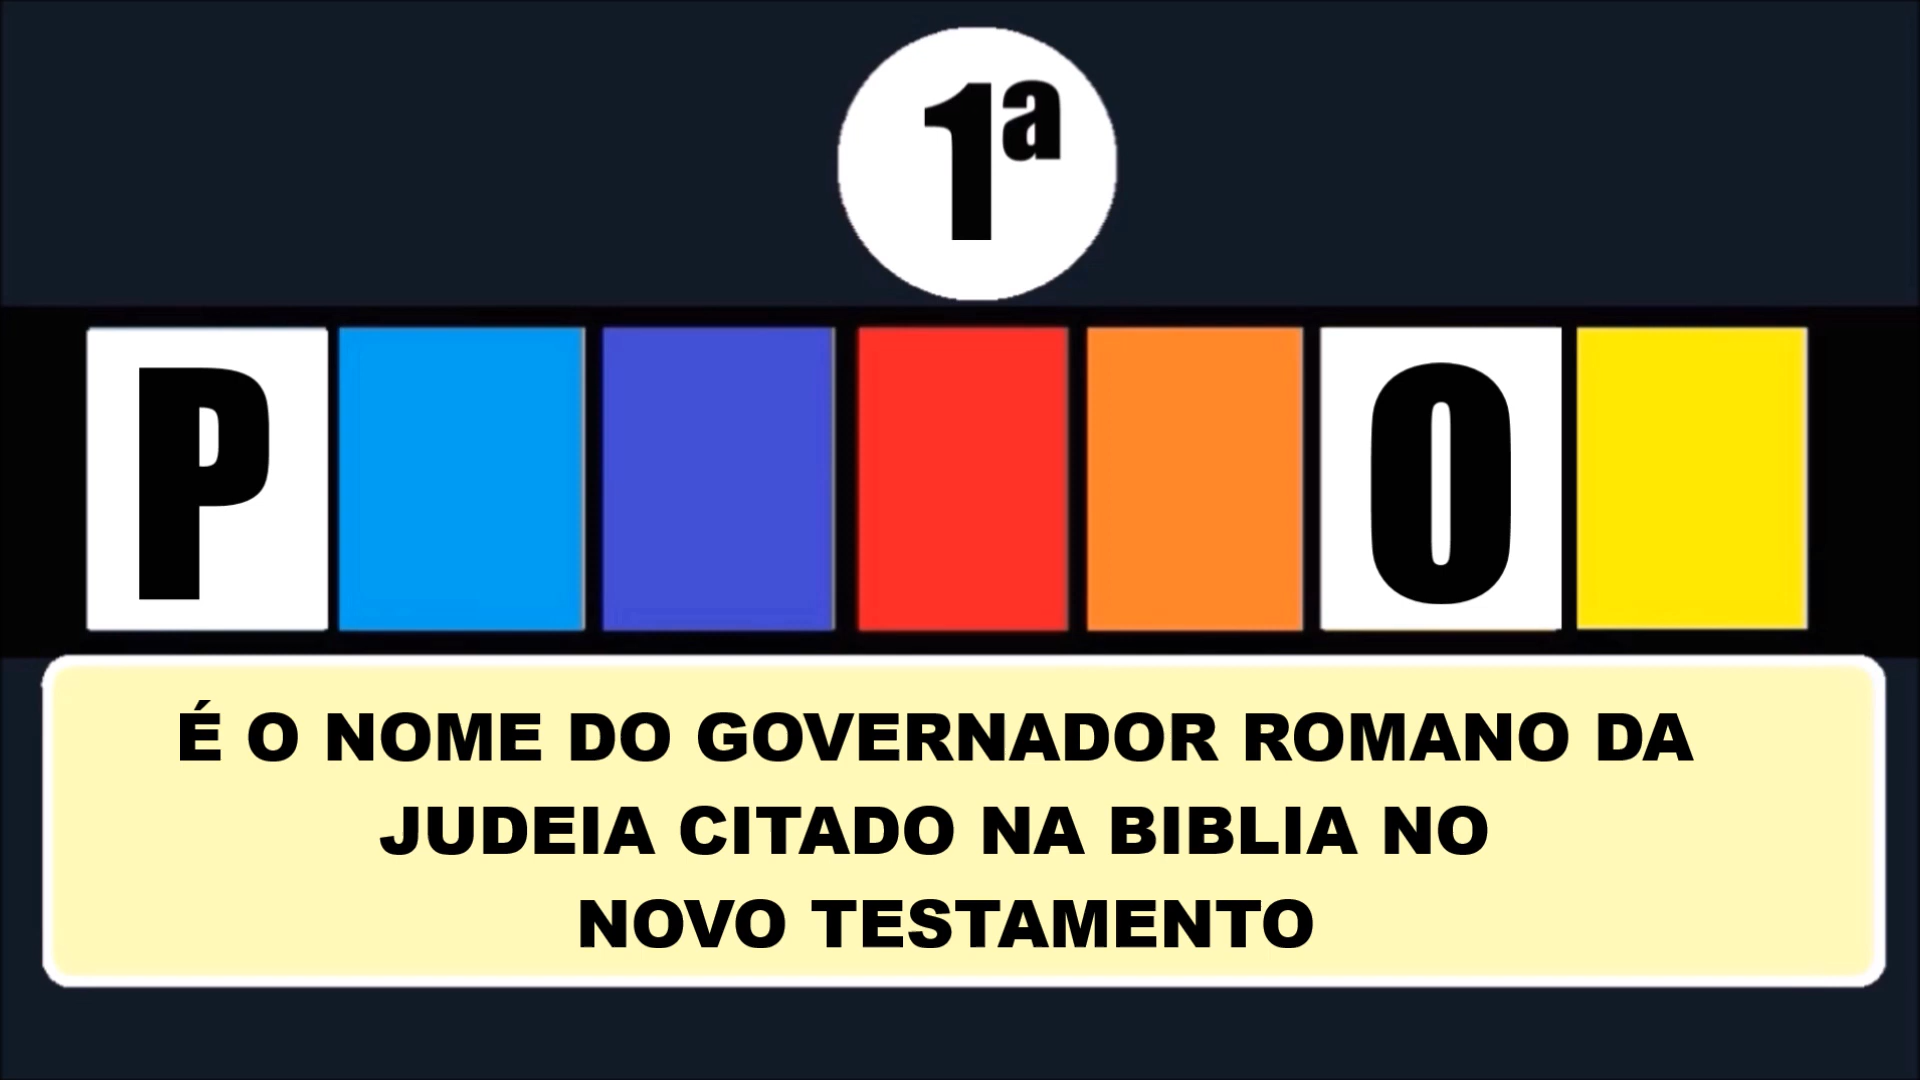 1ª
P O
É O NOME DO GOVERNADOR ROMANO DA
JUDEIA CITADO NA BIBLIA NO
NOVO TESTAMENTO